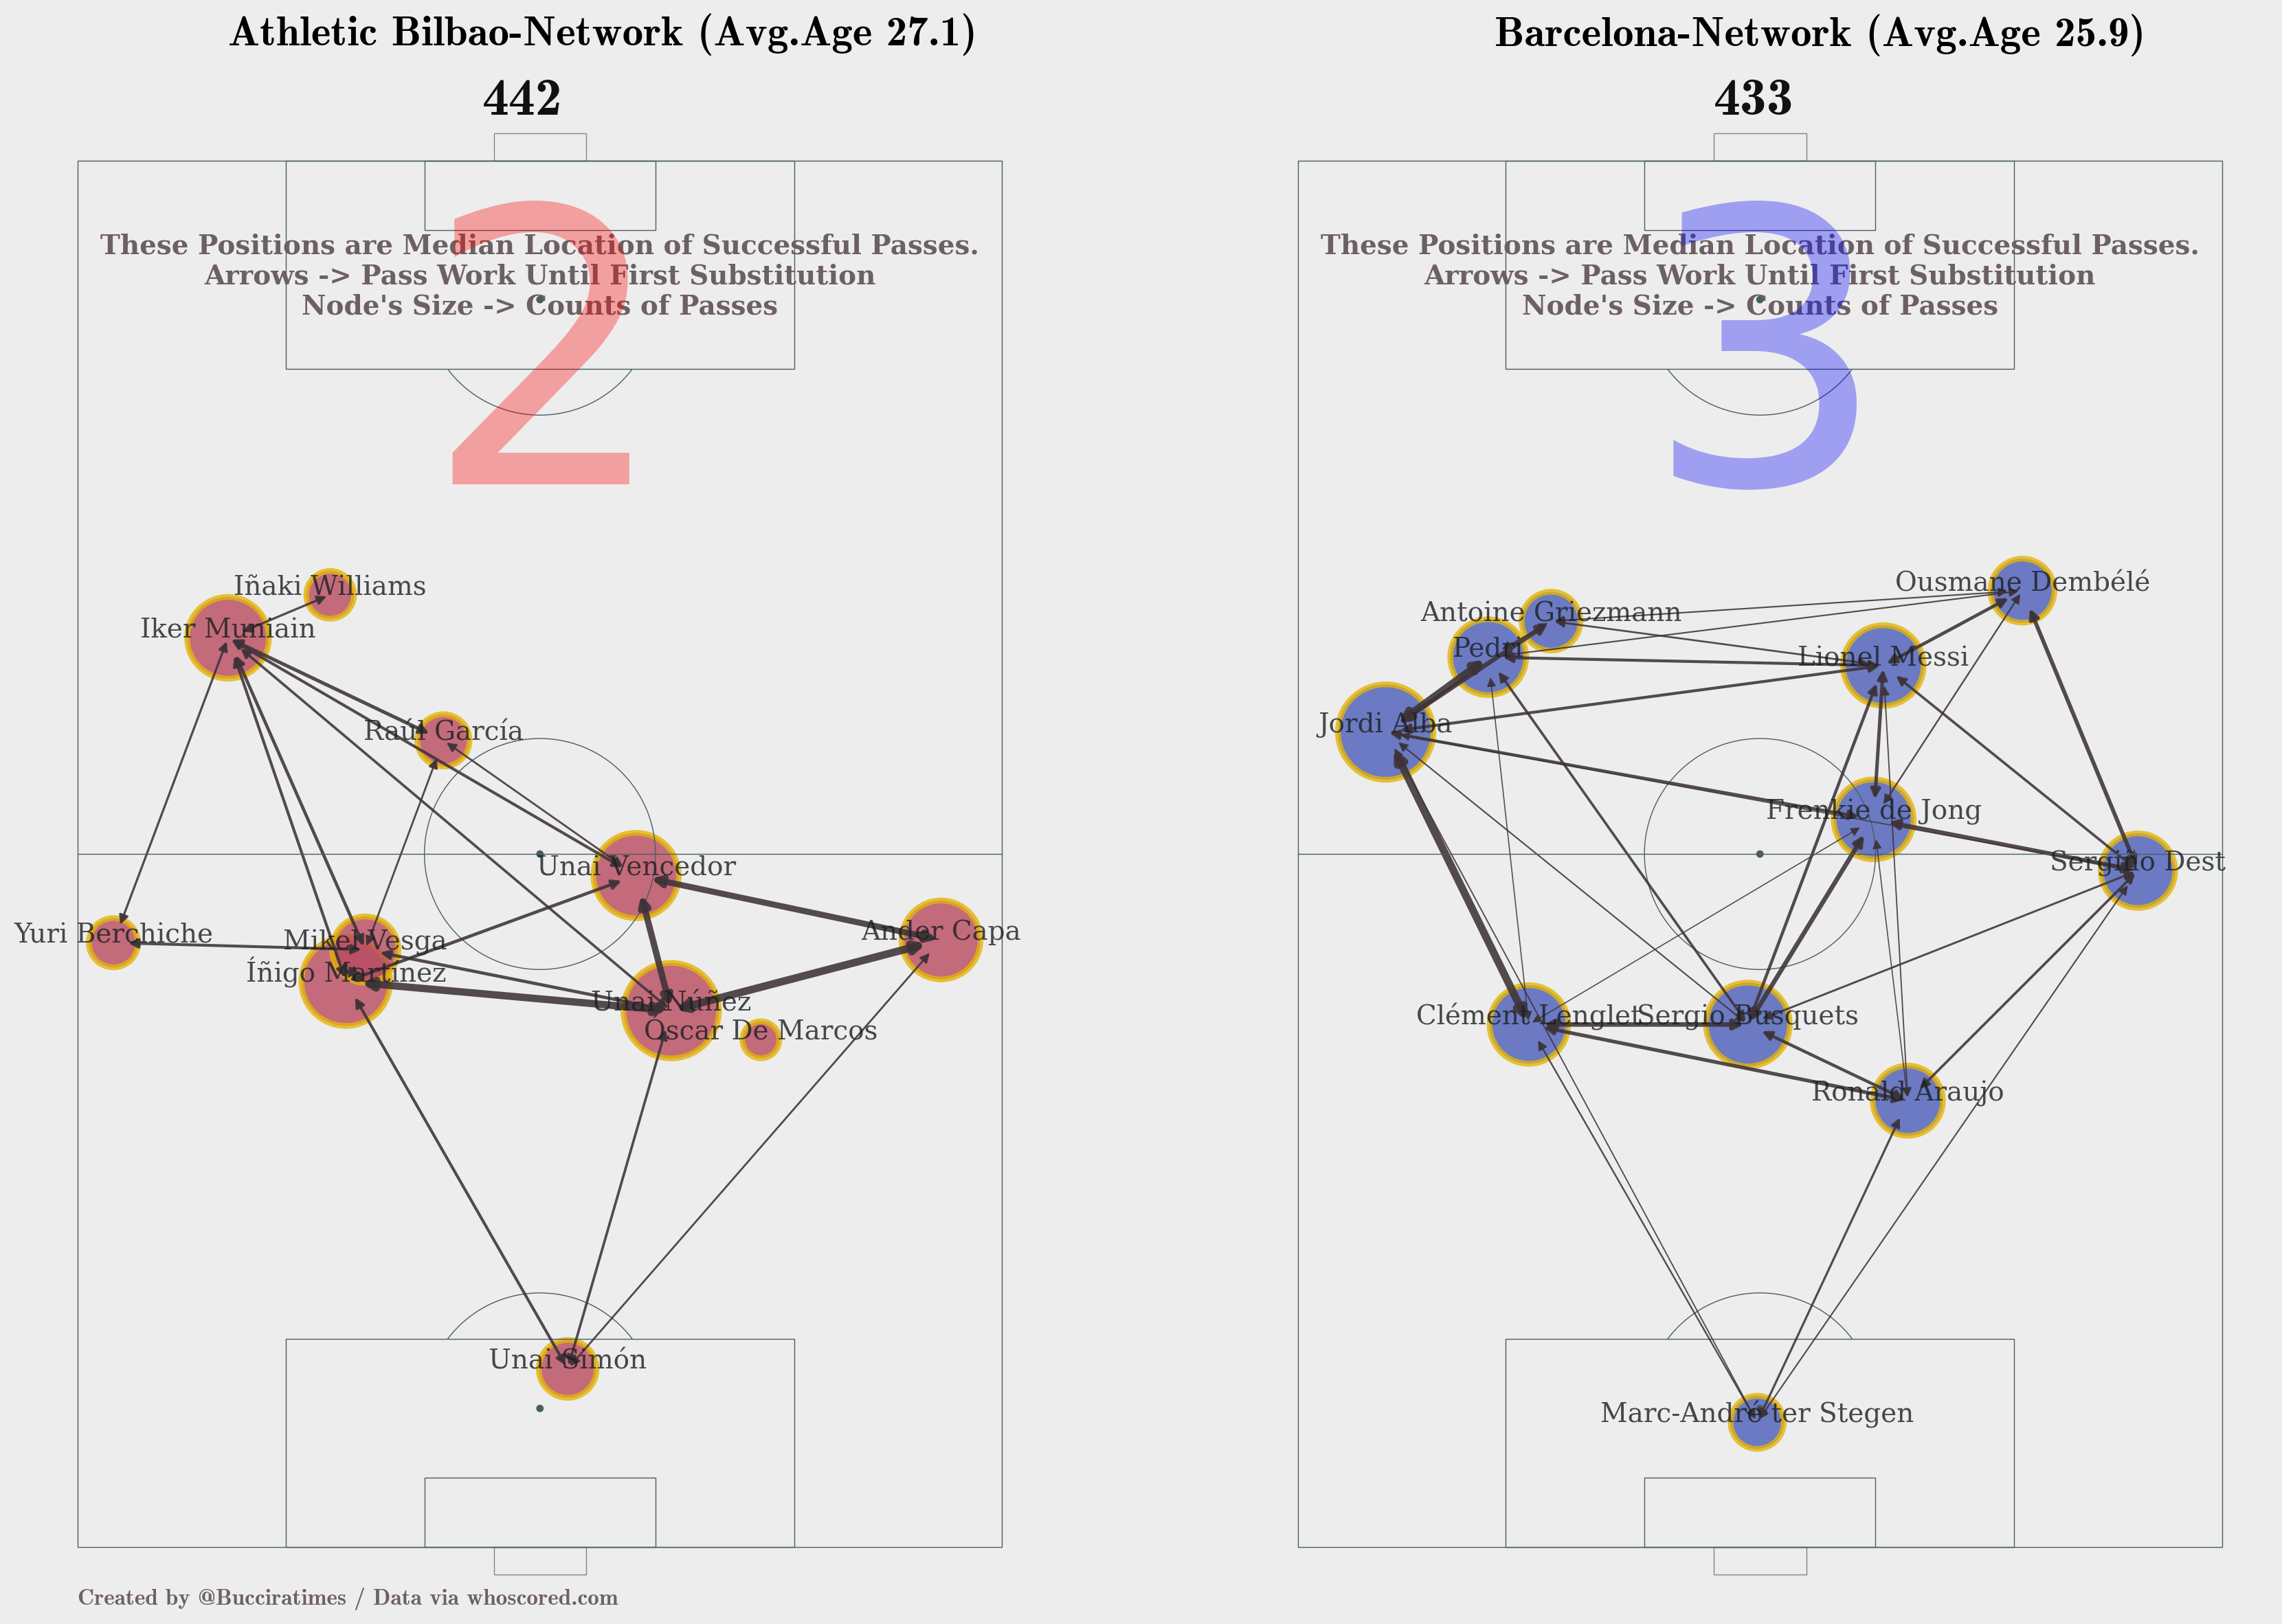 Athletic Bilbao-Network (Avg.Age 27.1)
442
2
These Positions are Median Location of Successful Passes.
Arrows -> Pass Work Until First Substitution
Node's Size -> Counts of Passes
Iñaki Williams
Iker Muniain
Raúl García
Unai Vencedor
Yuri Berchiche
Mikel Vesga
Ander Capa
Íñigo Martínez
Unai Núñez
Oscar De Marcos
Unai Simón
Created by @Bucciratimes / Data via whoscored.com
Barcelona-Network (Avg.Age 25.9)
433
3
These Positions are Median Location of Successful Passes.
Arrows -> Pass Work Until First Substitution
Node's Size -> Counts of Passes
Ousmane Dembélé
Antoine Griezmann
Pedri
Lionel Messi
Jordi Alba
Frenkie de Jong
Sergiño Dest
Clément Lenglet
Sergio Busquets
Ronald Araujo
Marc-André ter Stegen